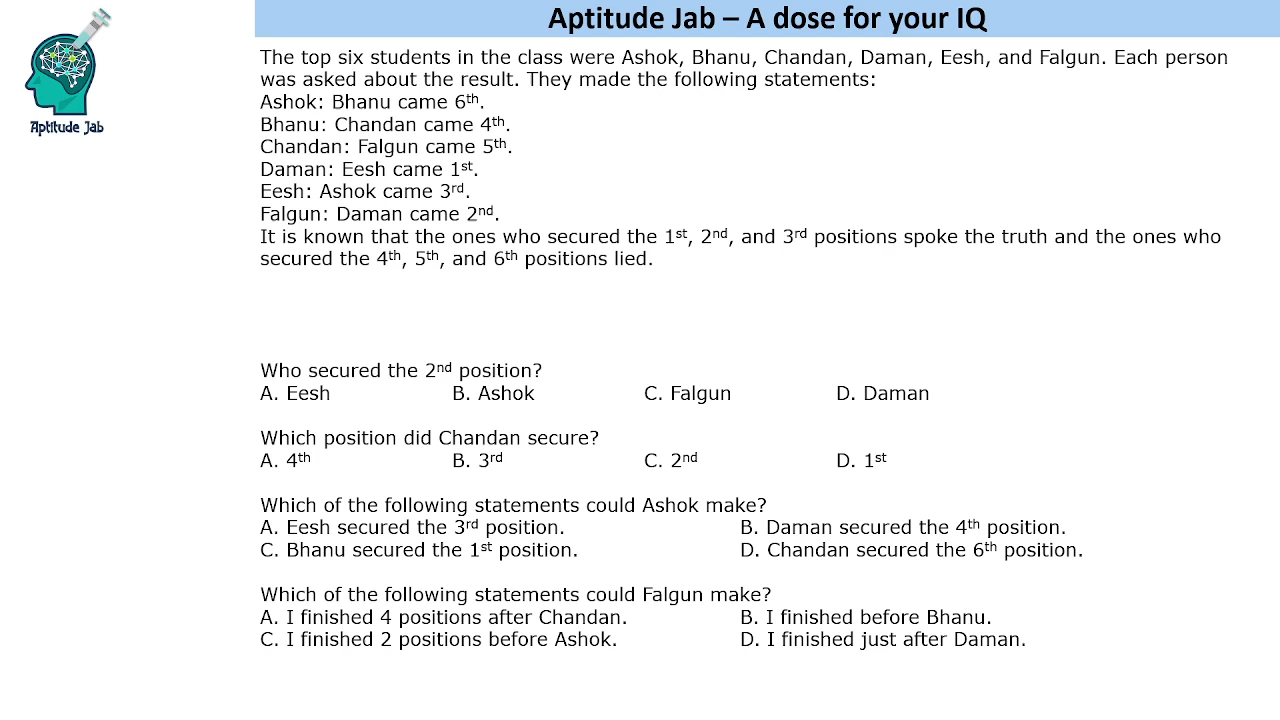 Aptitude Jab – A dose for your IQ
Aptitude Jab
The top six students in the class were Ashok, Bhanu, Chandan, Daman, Eesh, and Falgun. Each person
was asked about the result. They made the following statements:
Ashok: Bhanu came 6th.
Bhanu: Chandan came 4th.
Chandan: Falgun came 5th.
Daman: Eesh came 1st.
Eesh: Ashok came 3rd.
Falgun: Daman came 2nd.
It is known that the ones who secured the 1st, 2nd, and 3rd positions spoke the truth and the ones who
secured the 4th, 5th, and 6th positions lied.
Who secured the 2nd position?
A. Eesh B. Ashok C. Falgun D. Daman
Which position did Chandan secure?
A. 4th B. 3rd C. 2nd D. 1st
Which of the following statements could Ashok make?
A. Eesh secured the 3rd position. B. Daman secured the 4th position.
C. Bhanu secured the 1st position. D. Chandan secured the 6th position.
Which of the following statements could Falgun make?
A. I finished 4 positions after Chandan. B. I finished before Bhanu.
C. I finished 2 positions before Ashok. D. I finished just after Daman.